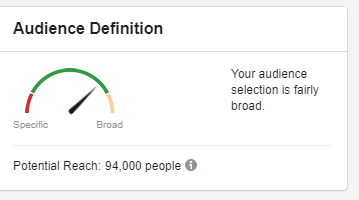 Audience Definition
Your audience
selection is fairly
broad.
Specific
Broad
Potential Reach: 94,000 people